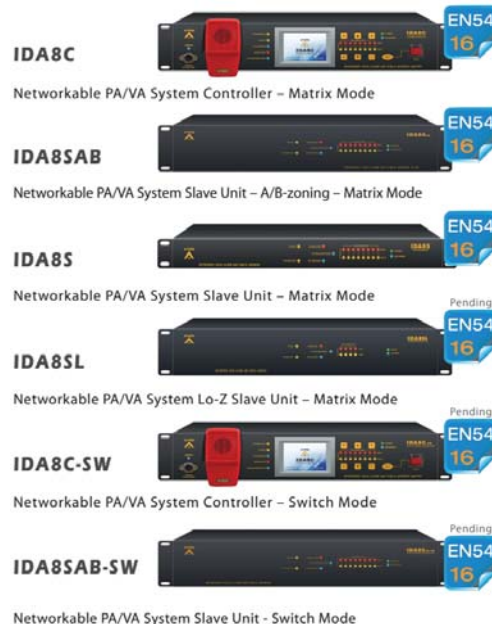 EN54
16
IDA8C
Networkable PA/VA System Controller – Matrix Mode
EN54
16
IDA8SAB
Networkable PA/VA System Slave Unit – A/B-zoning – Matrix Mode
EN54
16
IDA8S
Networkable PA/VA System Slave Unit – Matrix Mode
Pending
EN54
16
IDA8SL
Networkable PA/VA System Lo-Z Slave Unit – Matrix Mode
Pending
EN54
16
IDA8C-SW
Networkable PA/VA System Controller – Switch Mode
Pending
EN54
16
IDA8SAB-SW
Networkable PA/VA System Slave Unit - Switch Mode